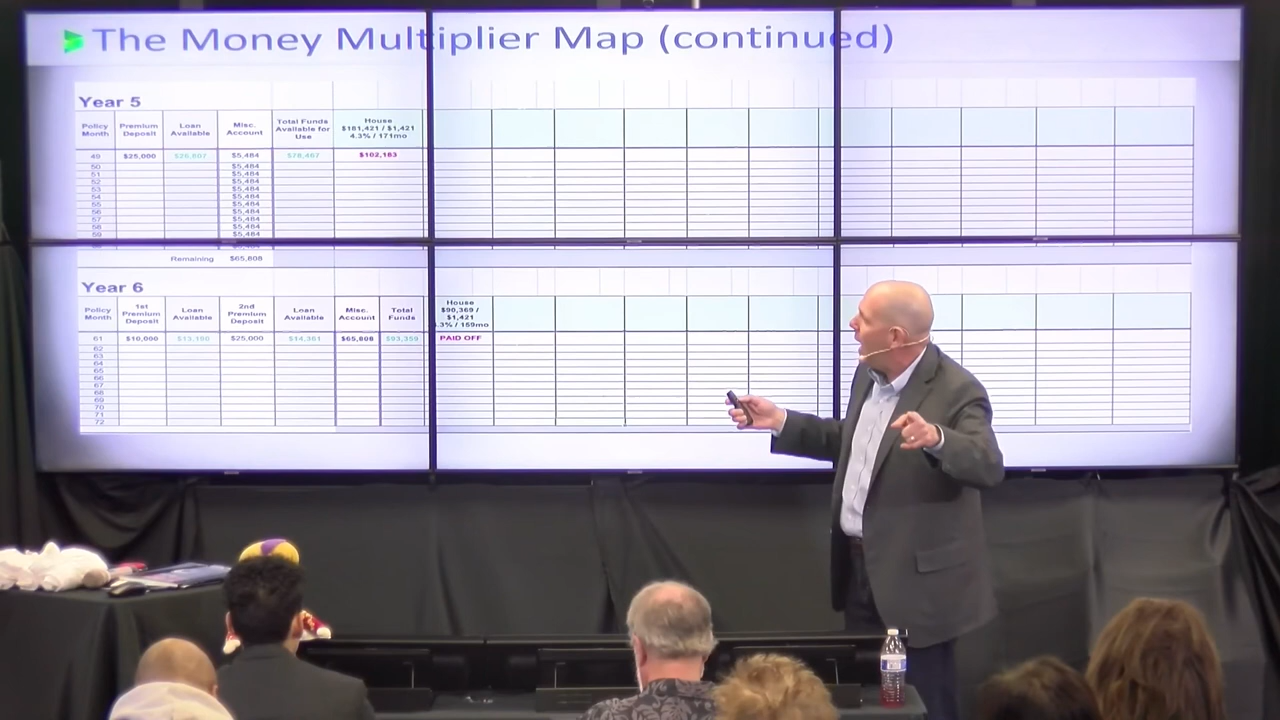 The Money Multiplier Map (continued)
Year 5
Policy Month Premium Deposit Loan Available Misc. Account Total Funds Available for Use House $181,421 / $1,421 4.3% / 171mo
49 $25,000 $26,807 $5,484 $78,467 $102,183
50 $5,484
51 $5,484
52 $5,484
53 $5,484
54 $5,484
55 $5,484
56 $5,484
57 $5,484
58 $5,484
59 $5,484
Remaining $65,808
Year 6
Policy Month 1st Premium Deposit Loan Available 2nd Premium Deposit Loan Available Misc. Account Total Funds House $90,369 / $1,421 .3% / 159mo
61 $10,000 $13,190 $25,000 $14,361 $65,808 $93,359 PAID OFF
62
63
64
65
66
67
68
69
70
71
72